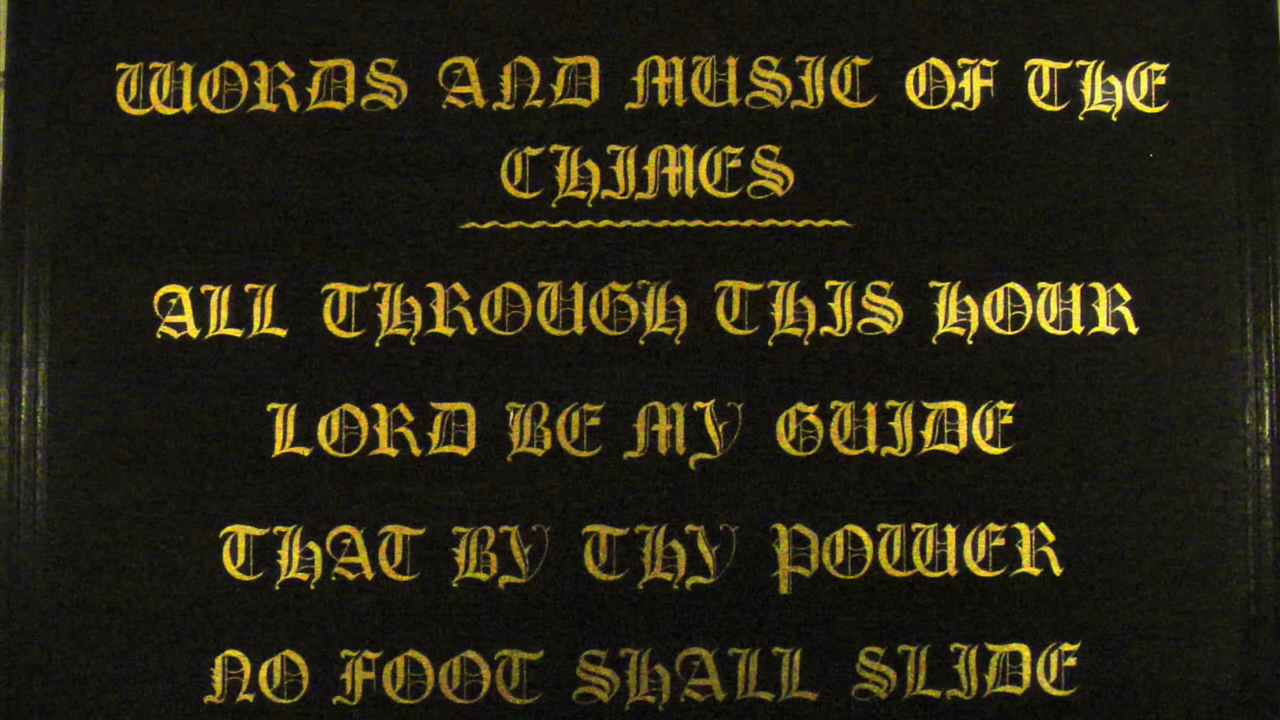 WORDS AND MUSIC OF THE
CHIMES
ALL THROUGH THIS HOUR
LORD BE MY GUIDE
THAT BY THY POWER
NO FOOT SHALL SLIDE